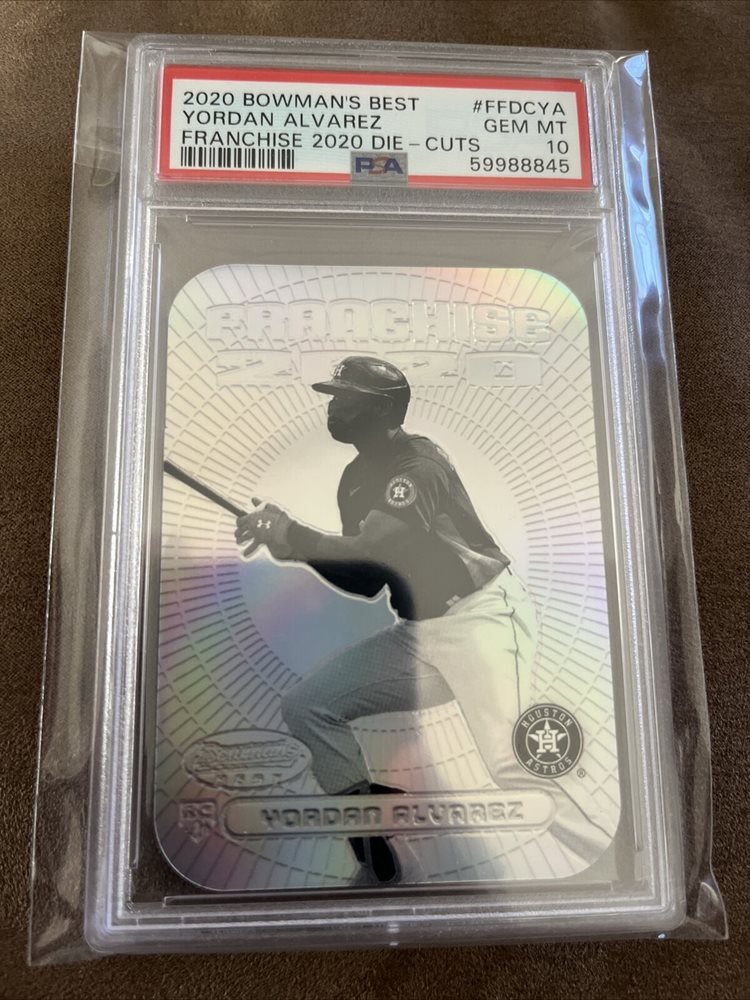 2020 BOWMAN'S BEST #FFDCYA
YORDAN ALVAREZ GEM MT
FRANCHISE 2020 DIE-CUTS 10
PSA 59988845
FRANCHISE
2020
H
H
HOUSTON
H
ASTROS
®
Bowman's
BEST
RC
YORDAN ALVAREZ